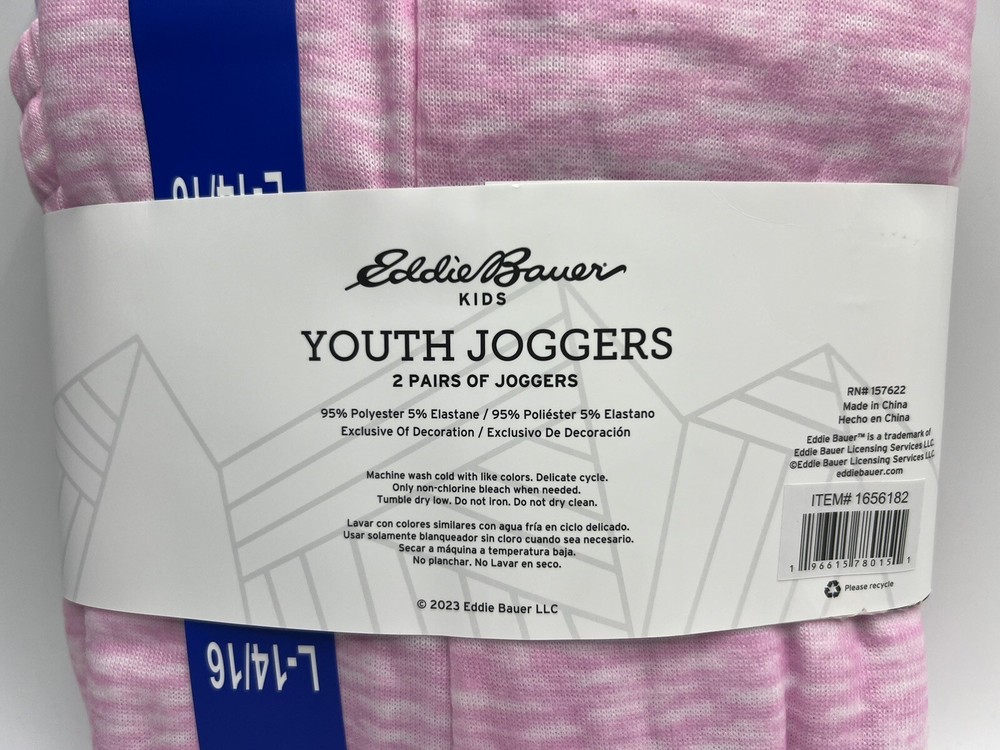 L-14/16
Eddie Bauer
KIDS
YOUTH JOGGERS
2 PAIRS OF JOGGERS
95% Polyester 5% Elastane / 95% Poliéster 5% Elastano
Exclusive Of Decoration / Exclusivo De Decoración
Machine wash cold with like colors. Delicate cycle.
Only non-chlorine bleach when needed.
Tumble dry low. Do not iron. Do not dry clean.
Lavar con colores similares con agua fría en ciclo delicado.
Usar solamente blanqueador sin cloro cuando sea necesario.
Secar a máquina a temperatura baja.
No planchar. No Lavar en seco.
© 2023 Eddie Bauer LLC
RN# 157622
Made in China
Hecho en China
Eddie Bauer™ is a trademark of
Eddie Bauer Licensing Services LLC.
©Eddie Bauer Licensing Services LLC.
eddiebauer.com
ITEM# 1656182
1 96615 78015 1
Please recycle
L-14/16